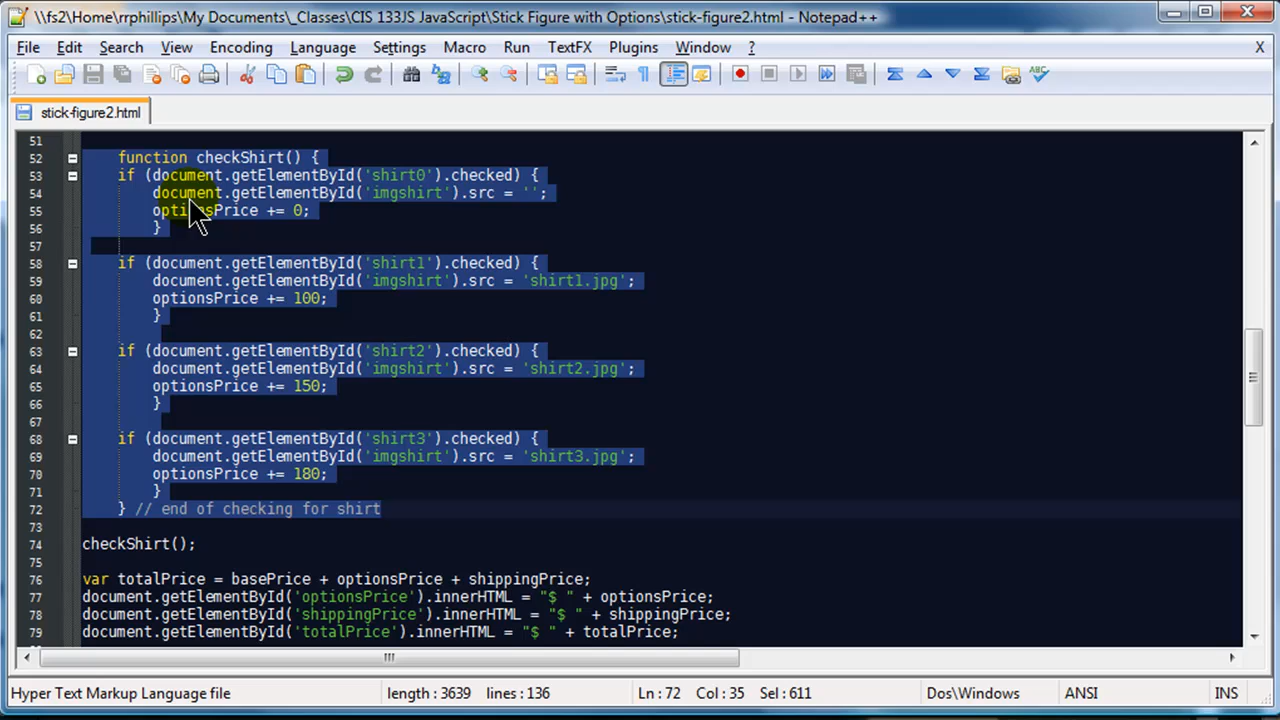 \\fs2\Home\rrphillips\My Documents\_Classes\CIS 133JS JavaScript\Stick Figure with Options\stick-figure2.html - Notepad++
File Edit Search View Encoding Language Settings Macro Run TextFX Plugins Window ? X
stick-figure2.html
51
52 function checkShirt() {
53 if (document.getElementById('shirt0').checked) {
54 document.getElementById('imgshirt').src = '';
55 optionsPrice += 0;
56 }
57
58 if (document.getElementById('shirt1').checked) {
59 document.getElementById('imgshirt').src = 'shirt1.jpg';
60 optionsPrice += 100;
61 }
62
63 if (document.getElementById('shirt2').checked) {
64 document.getElementById('imgshirt').src = 'shirt2.jpg';
65 optionsPrice += 150;
66 }
67
68 if (document.getElementById('shirt3').checked) {
69 document.getElementById('imgshirt').src = 'shirt3.jpg';
70 optionsPrice += 180;
71 }
72 } // end of checking for shirt
73
74 checkShirt();
75
76 var totalPrice = basePrice + optionsPrice + shippingPrice;
77 document.getElementById('optionsPrice').innerHTML = "$ " + optionsPrice;
78 document.getElementById('shippingPrice').innerHTML = "$ " + shippingPrice;
79 document.getElementById('totalPrice').innerHTML = "$ " + totalPrice;
Hyper Text Markup Language file length : 3639 lines : 136 Ln : 72 Col : 35 Sel : 611 Dos\Windows ANSI INS